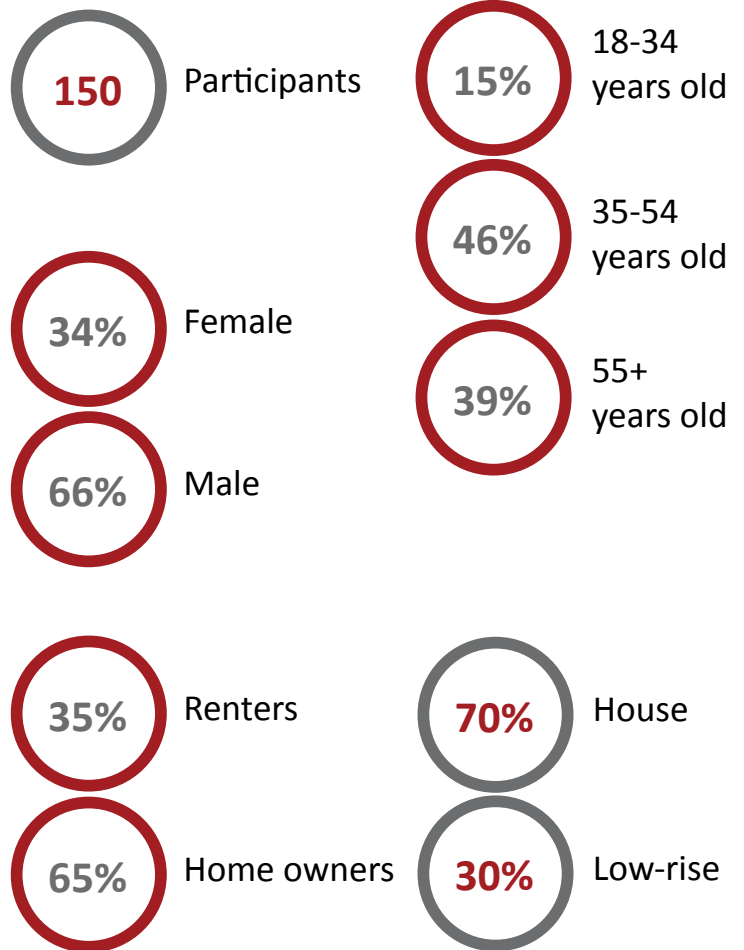 150
Participants
34%
Female
66%
Male
15%
18-34
years old
46%
35-54
years old
39%
55+
years old
35%
Renters
65%
Home owners
70%
House
30%
Low-rise